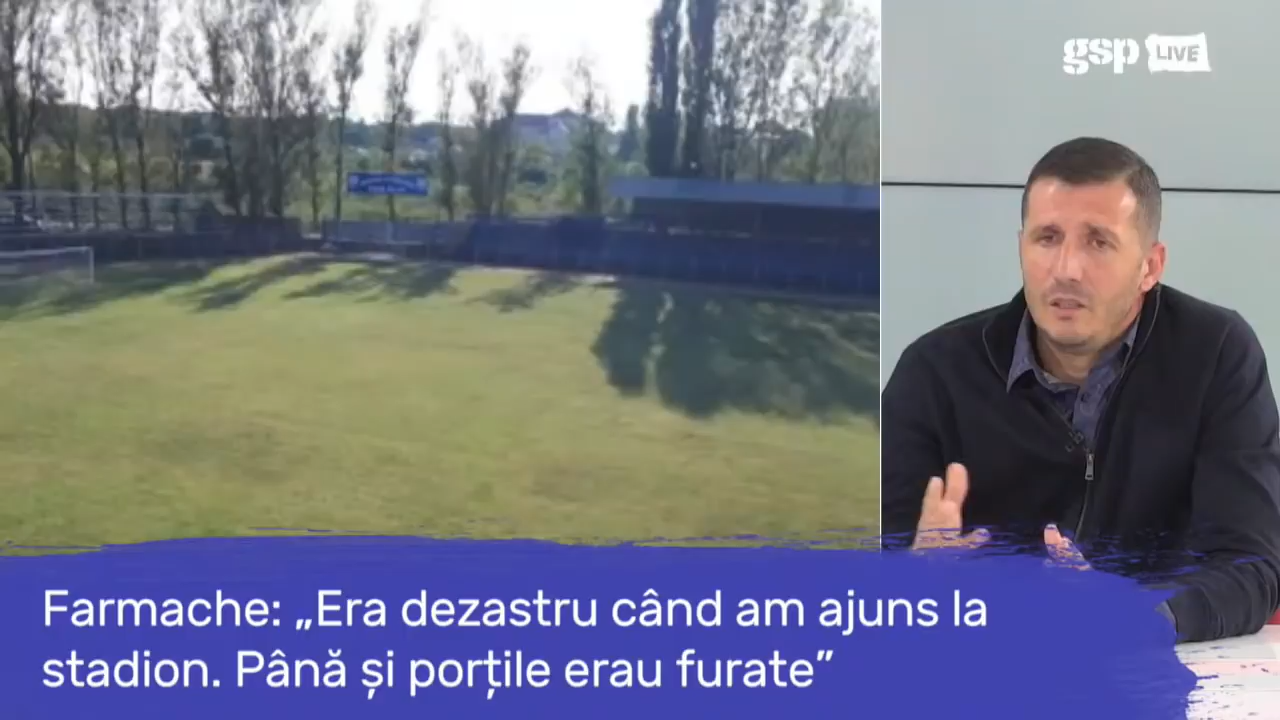 gsp LIVE
Farmache: „Era dezastru când am ajuns la
stadion. Până și porțile erau furate”